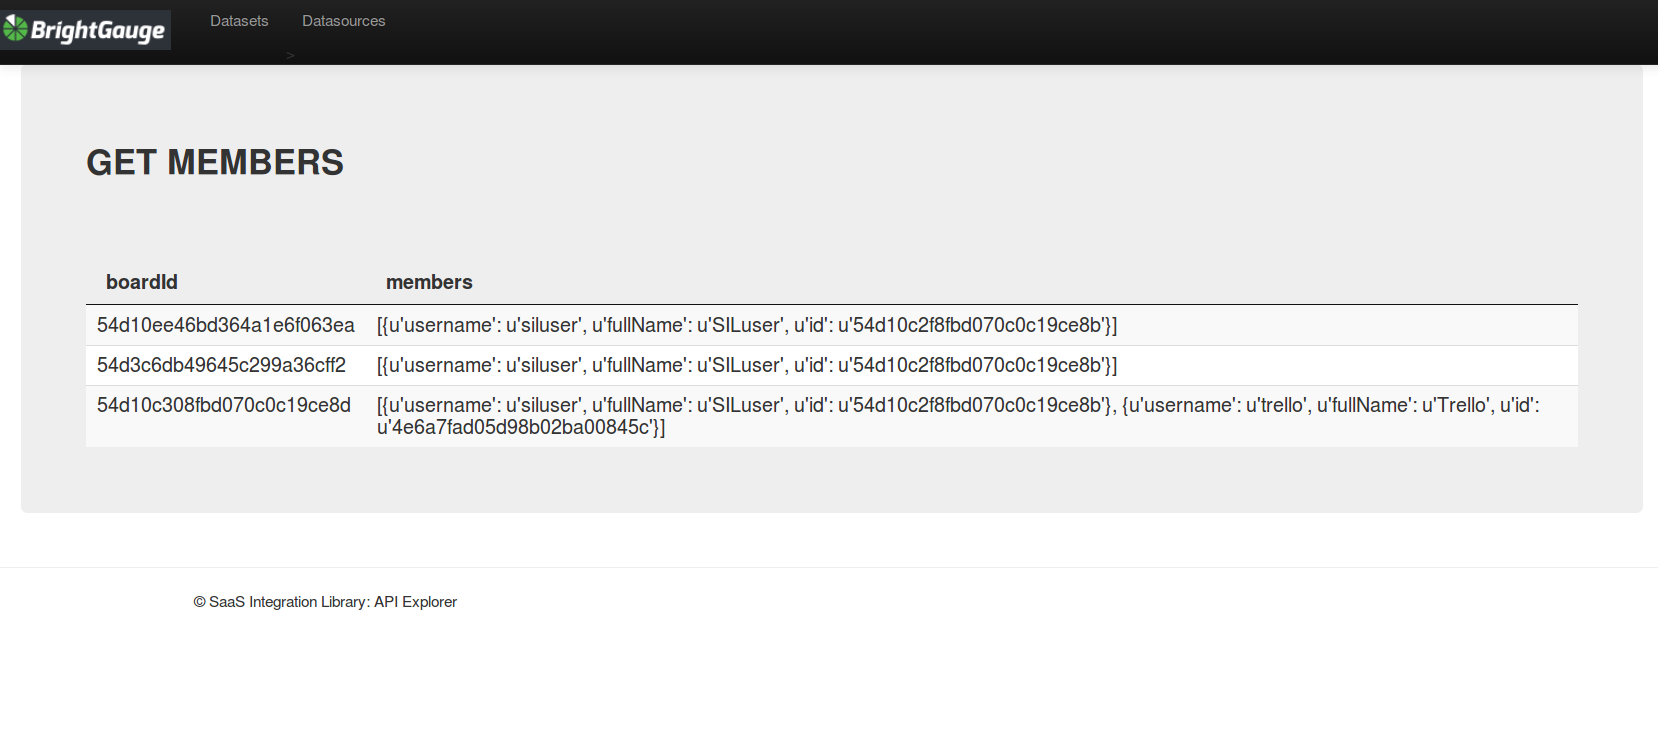 BrightGauge
Datasets
Datasources
>
GET MEMBERS
boardId
members
54d10ee46bd364a1e6f063ea
[{u'username': u'siluser', u'fullName': u'SILuser', u'id': u'54d10c2f8fbd070c0c19ce8b'}]
54d3c6db49645c299a36cff2
[{u'username': u'siluser', u'fullName': u'SILuser', u'id': u'54d10c2f8fbd070c0c19ce8b'}]
54d10c308fbd070c0c19ce8d
[{u'username': u'siluser', u'fullName': u'SILuser', u'id': u'54d10c2f8fbd070c0c19ce8b'}, {u'username': u'trello', u'fullName': u'Trello', u'id':
u'4e6a7fad05d98b02ba00845c'}]
© SaaS Integration Library: API Explorer